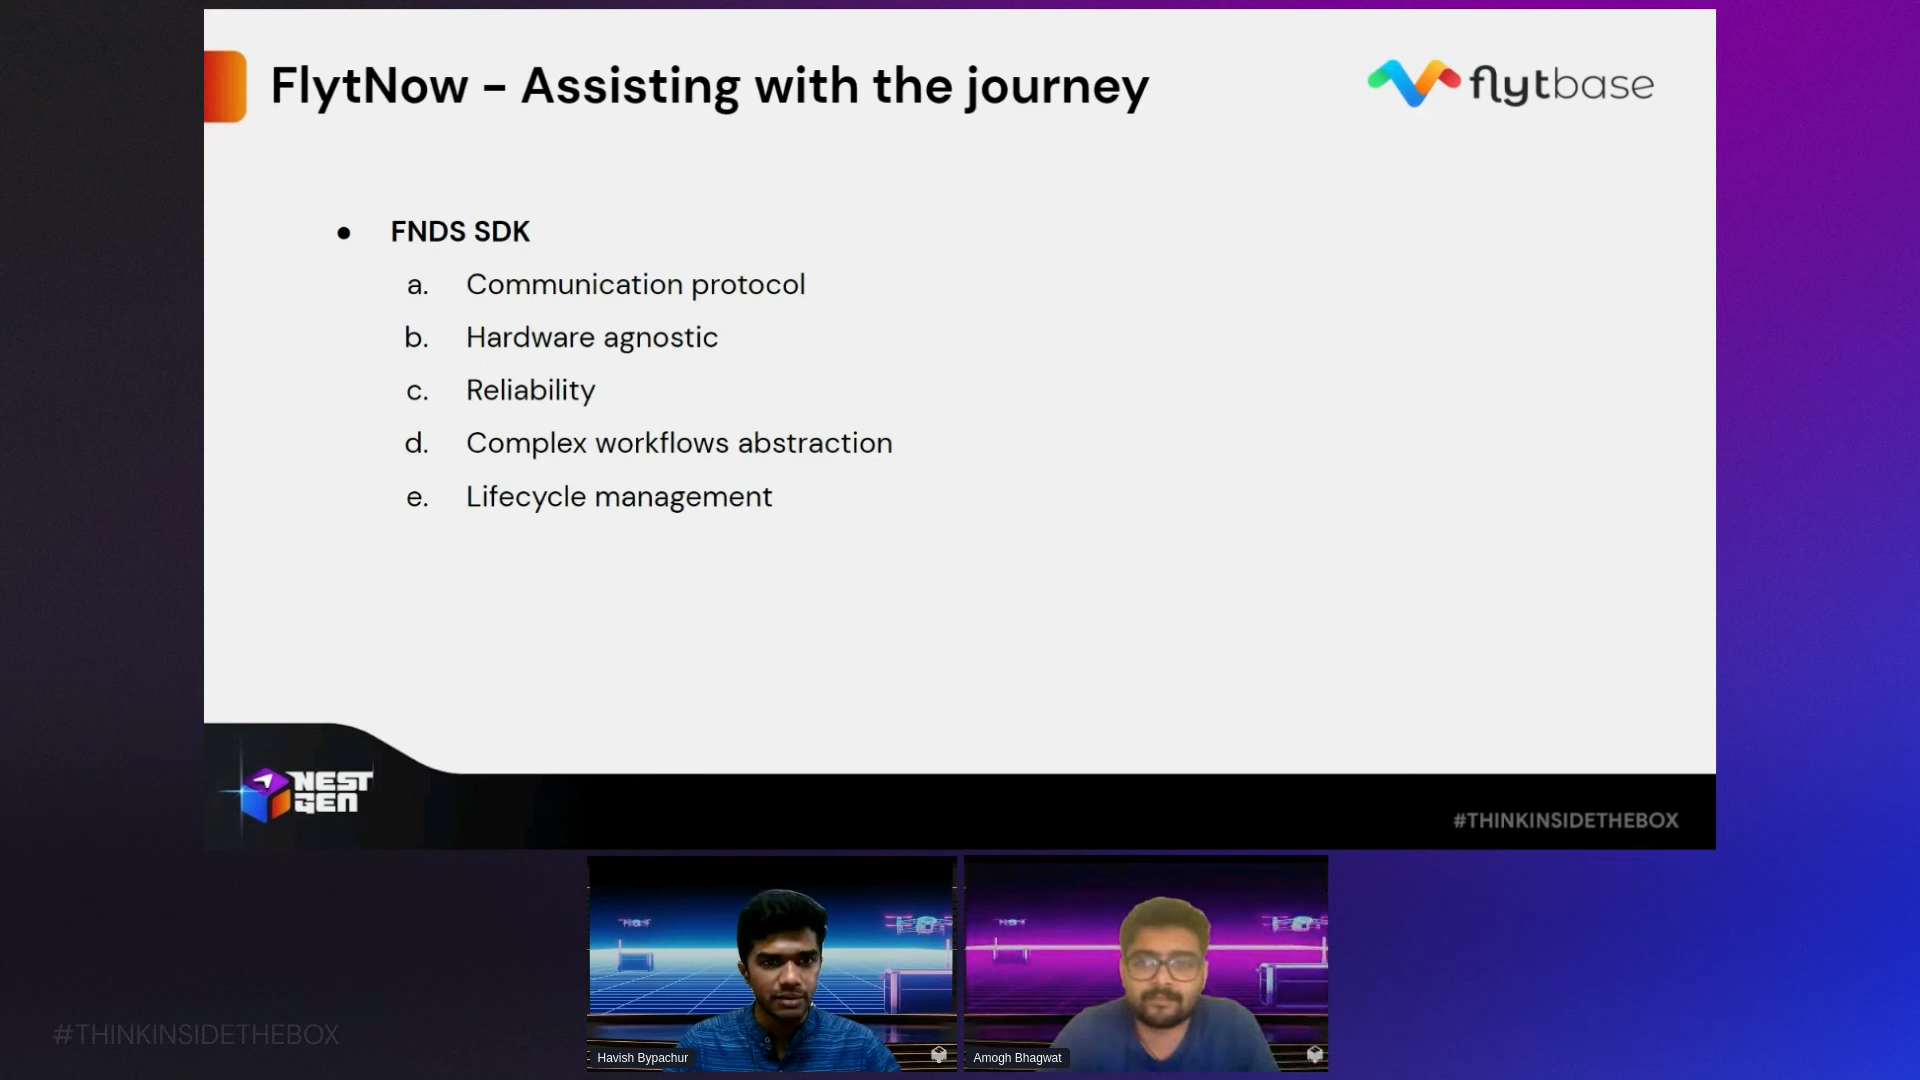 FlytNow - Assisting with the journey
flytbase
● FNDS SDK
a. Communication protocol
b. Hardware agnostic
c. Reliability
d. Complex workflows abstraction
e. Lifecycle management
NEST
GEN
#THINKINSIDETHEBOX
Havish Bypachur
Amogh Bhagwat
#THINKINSIDETHEBOX